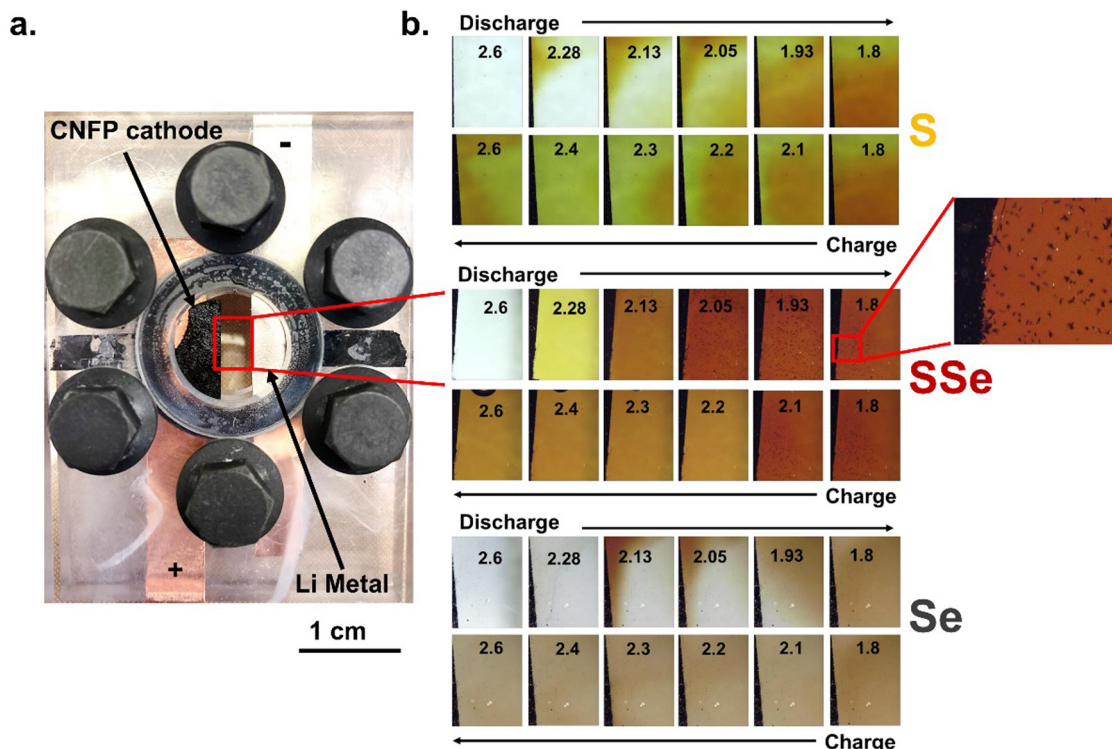 a.
CNFP cathode
-
+
Li Metal
1 cm
b.
Discharge
2.6 2.28 2.13 2.05 1.93 1.8
2.6 2.4 2.3 2.2 2.1 1.8
Charge
S
Discharge
2.6 2.28 2.13 2.05 1.93 1.8
2.6 2.4 2.3 2.2 2.1 1.8
Charge
SSe
Discharge
2.6 2.28 2.13 2.05 1.93 1.8
2.6 2.4 2.3 2.2 2.1 1.8
Charge
Se